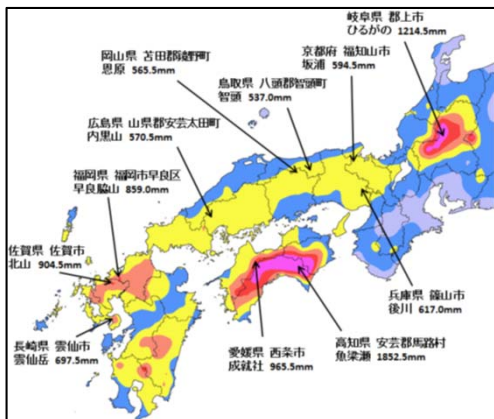 岐阜県 郡上市
ひるがの 1214.5mm
岡山県 苫田郡鏡野町
恩原 565.5mm
京都府 福知山市
坂浦 594.5mm
鳥取県 八頭郡智頭町
智頭 537.0mm
広島県 山県郡安芸太田町
内黒山 570.5mm
福岡県 福岡市早良区
早良脇山 859.0mm
佐賀県 佐賀市
北山 904.5mm
長崎県 雲仙市
雲仙岳 697.5mm
愛媛県 西条市
成就社 965.5mm
高知県 安芸郡馬路村
魚梁瀬 1852.5mm
兵庫県 篠山市
後川 617.0mm